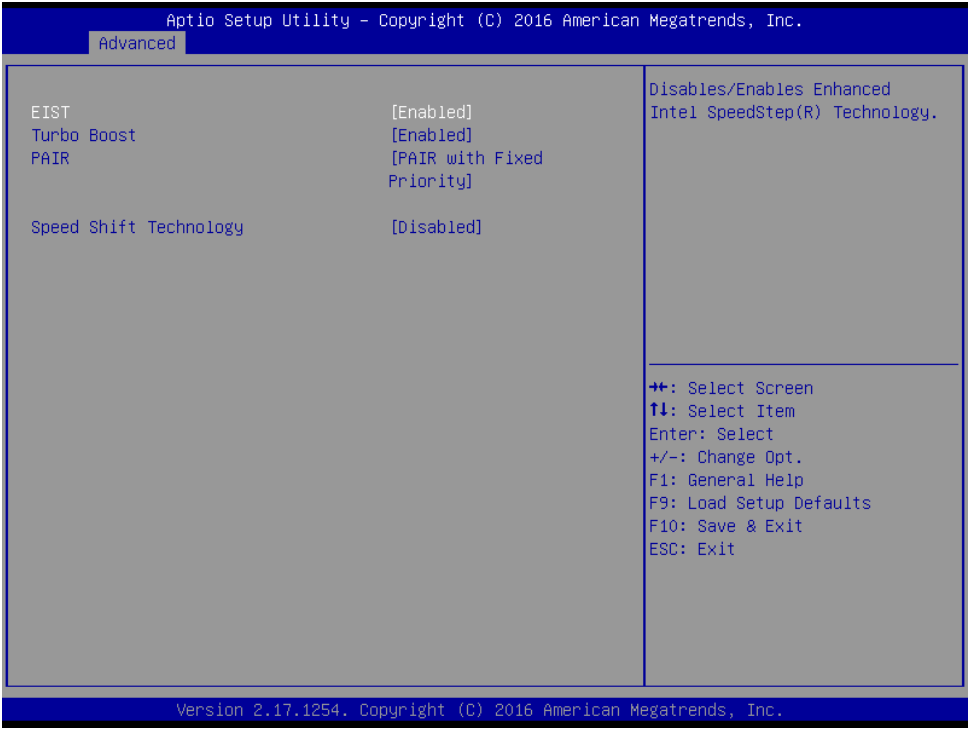 Aptio Setup Utility – Copyright (C) 2016 American Megatrends, Inc.
Advanced
EIST [Enabled]
Turbo Boost [Enabled]
PAIR [PAIR with Fixed
Priority]
Speed Shift Technology [Disabled]
Disables/Enables Enhanced
Intel SpeedStep(R) Technology.
→←: Select Screen
↑↓: Select Item
Enter: Select
+/-: Change Opt.
F1: General Help
F9: Load Setup Defaults
F10: Save & Exit
ESC: Exit
Version 2.17.1254. Copyright (C) 2016 American Megatrends, Inc.